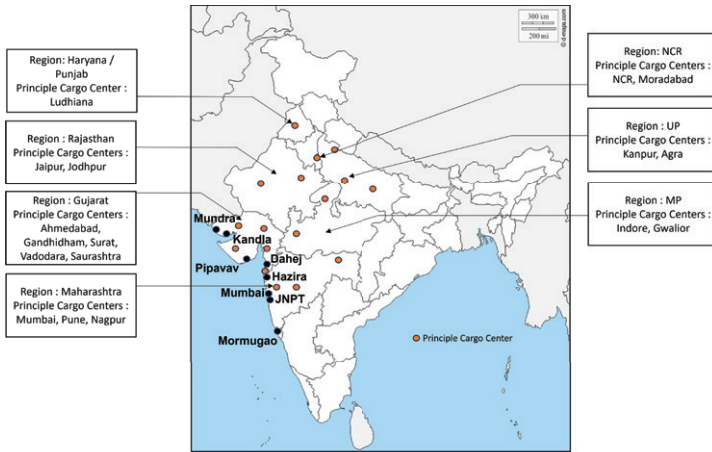 300 km
200 mi
© d-maps.com
Region: Haryana /
Punjab
Principle Cargo Center :
Ludhiana
Region : Rajasthan
Principle Cargo Centers :
Jaipur, Jodhpur
Region : Gujarat
Principle Cargo Centers :
Ahmedabad,
Gandhidham, Surat,
Vadodara, Saurashtra
Region : Maharashtra
Principle Cargo Centers :
Mumbai, Pune, Nagpur
Mundra
Kandla
Pipavav
Dahej
Hazira
Mumbai
JNPT
Mormugao
Principle Cargo Center
Region: NCR
Principle Cargo Centers :
NCR, Moradabad
Region : UP
Principle Cargo Centers :
Kanpur, Agra
Region : MP
Principle Cargo Centers :
Indore, Gwalior